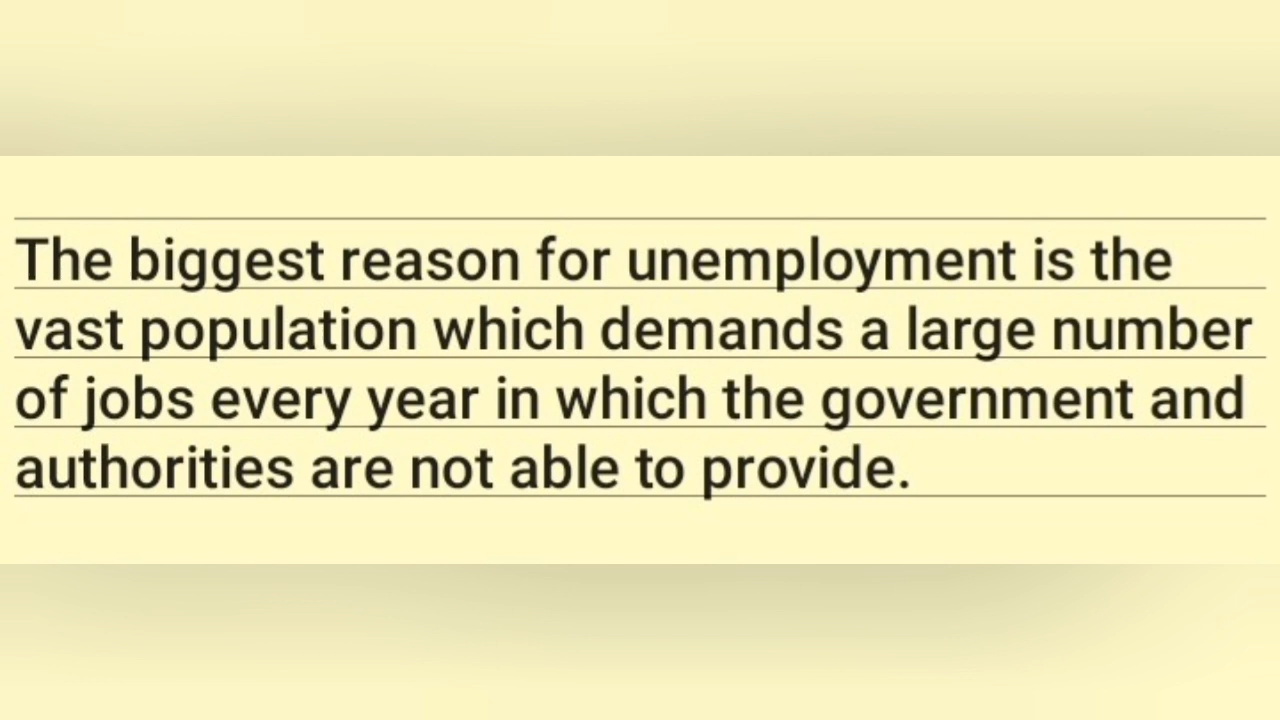 The biggest reason for unemployment is the
vast population which demands a large number
of jobs every year in which the government and
authorities are not able to provide.